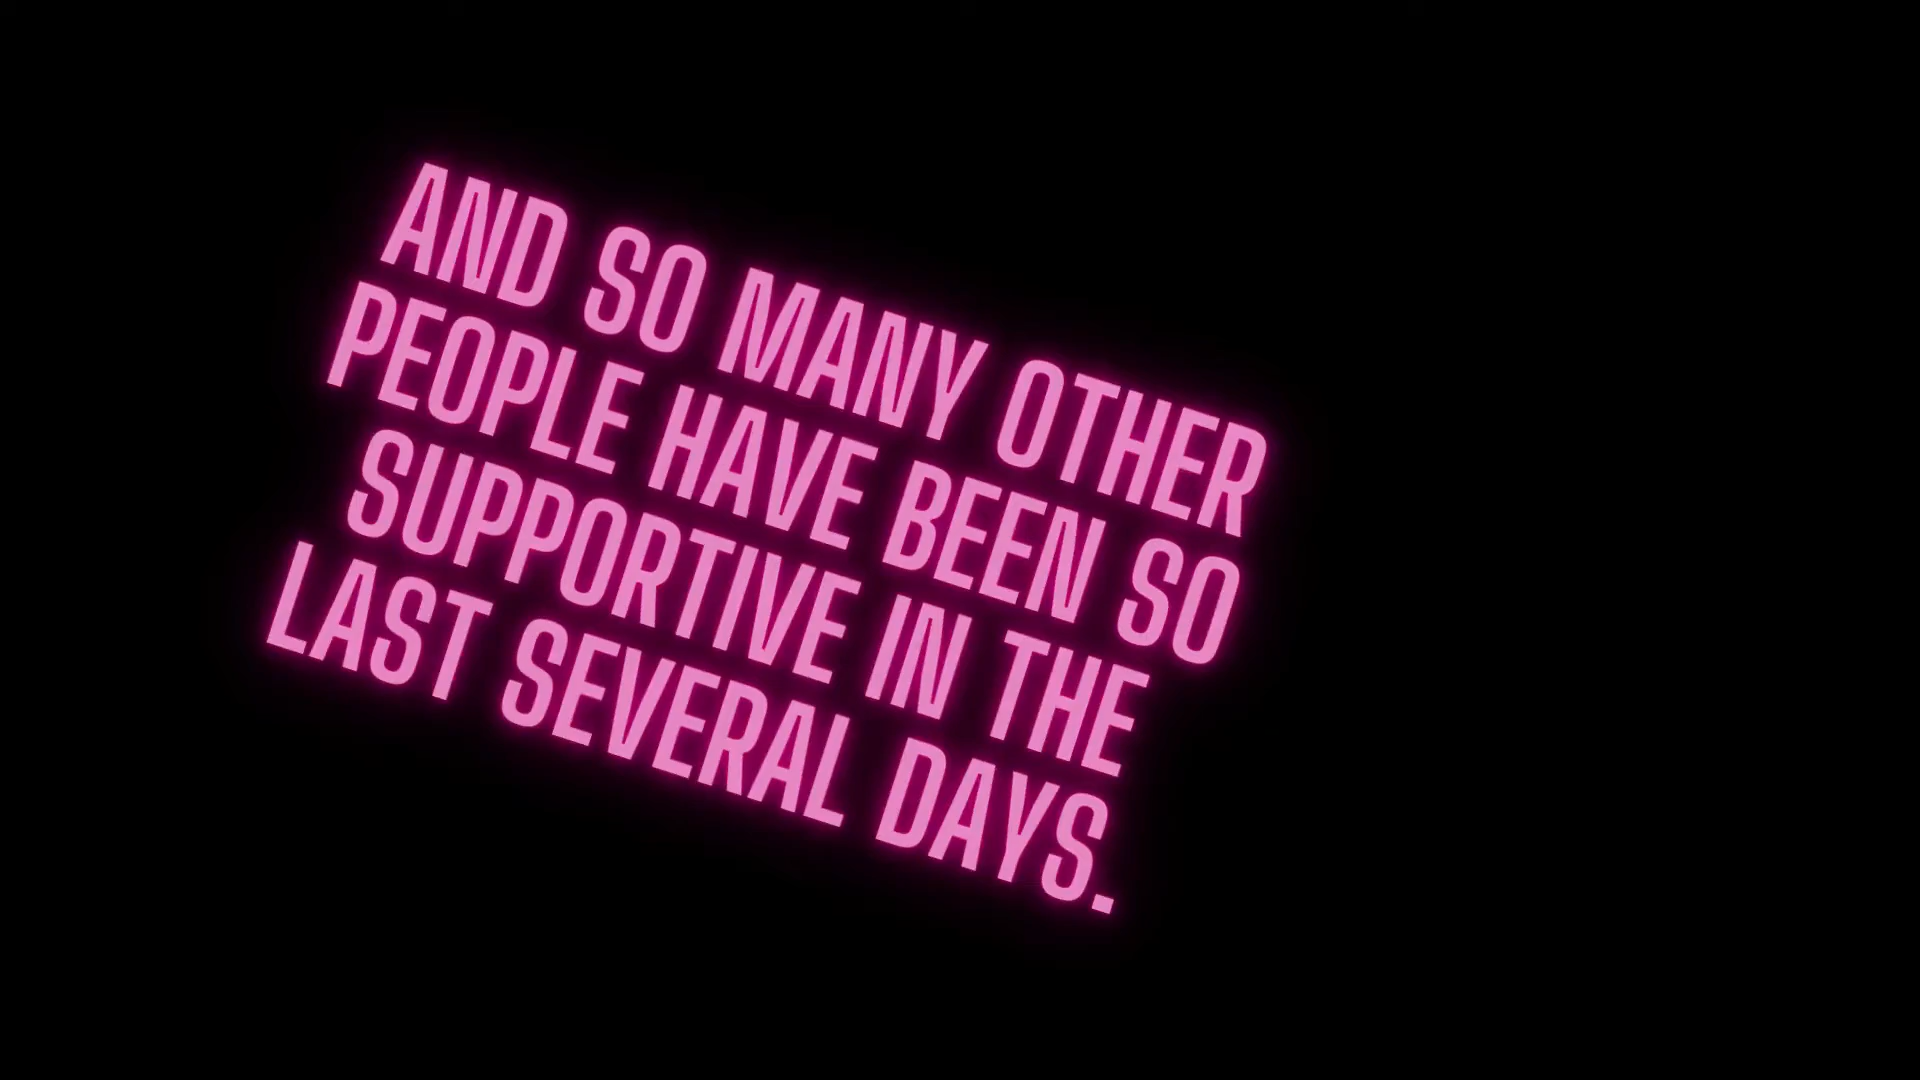 AND SO MANY OTHER
PEOPLE HAVE BEEN SO
SUPPORTIVE IN THE
LAST SEVERAL DAYS.